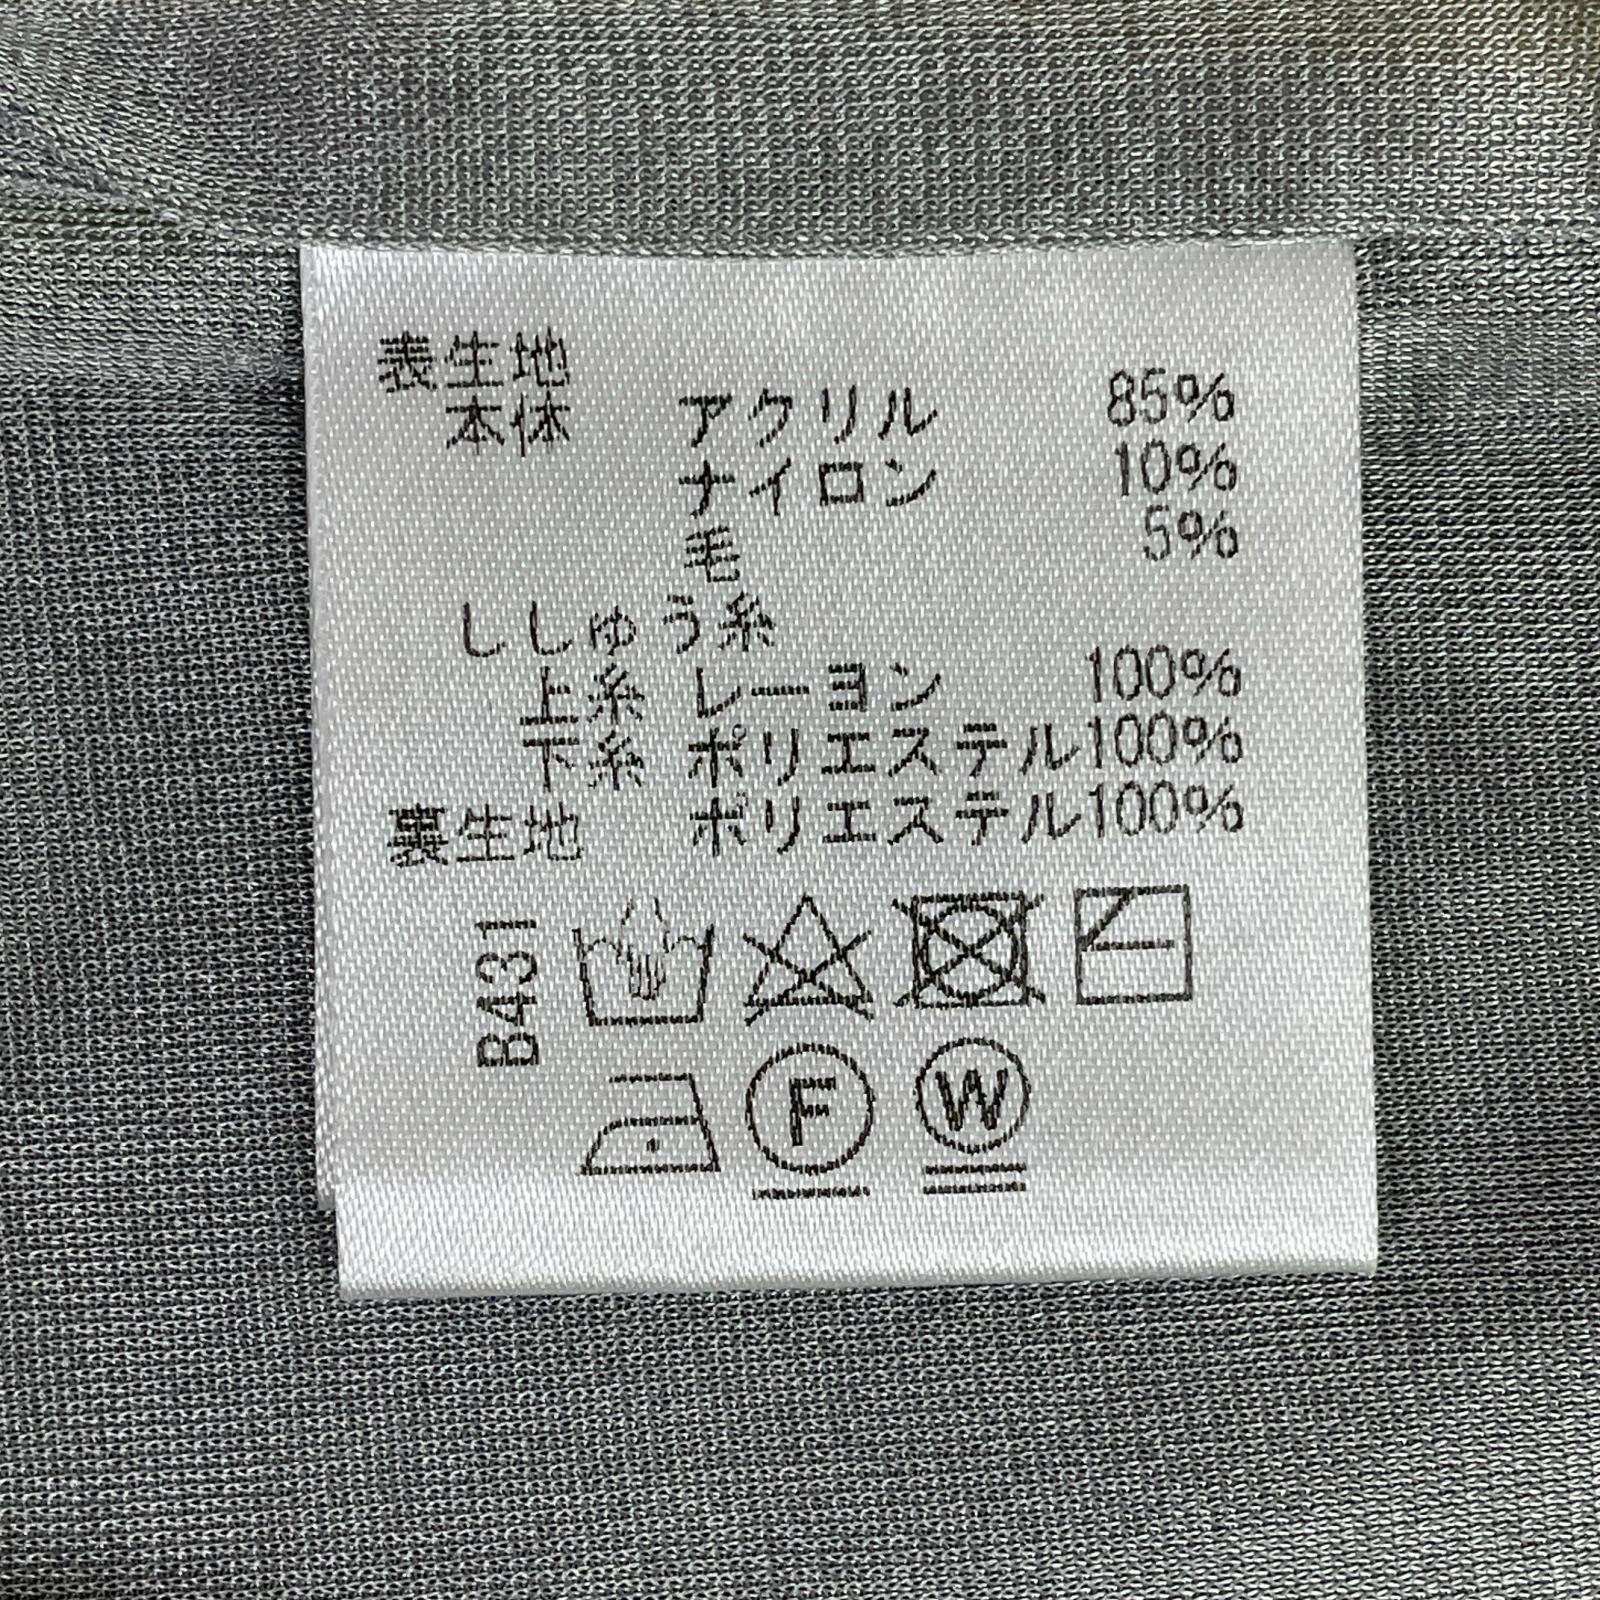 表生地
本体 アクリル 85%
ナイロン 10%
毛 5%
ししゅう糸
上糸 レーヨン 100%
下糸 ポリエステル100%
裏生地 ポリエステル100%
B431
F
W